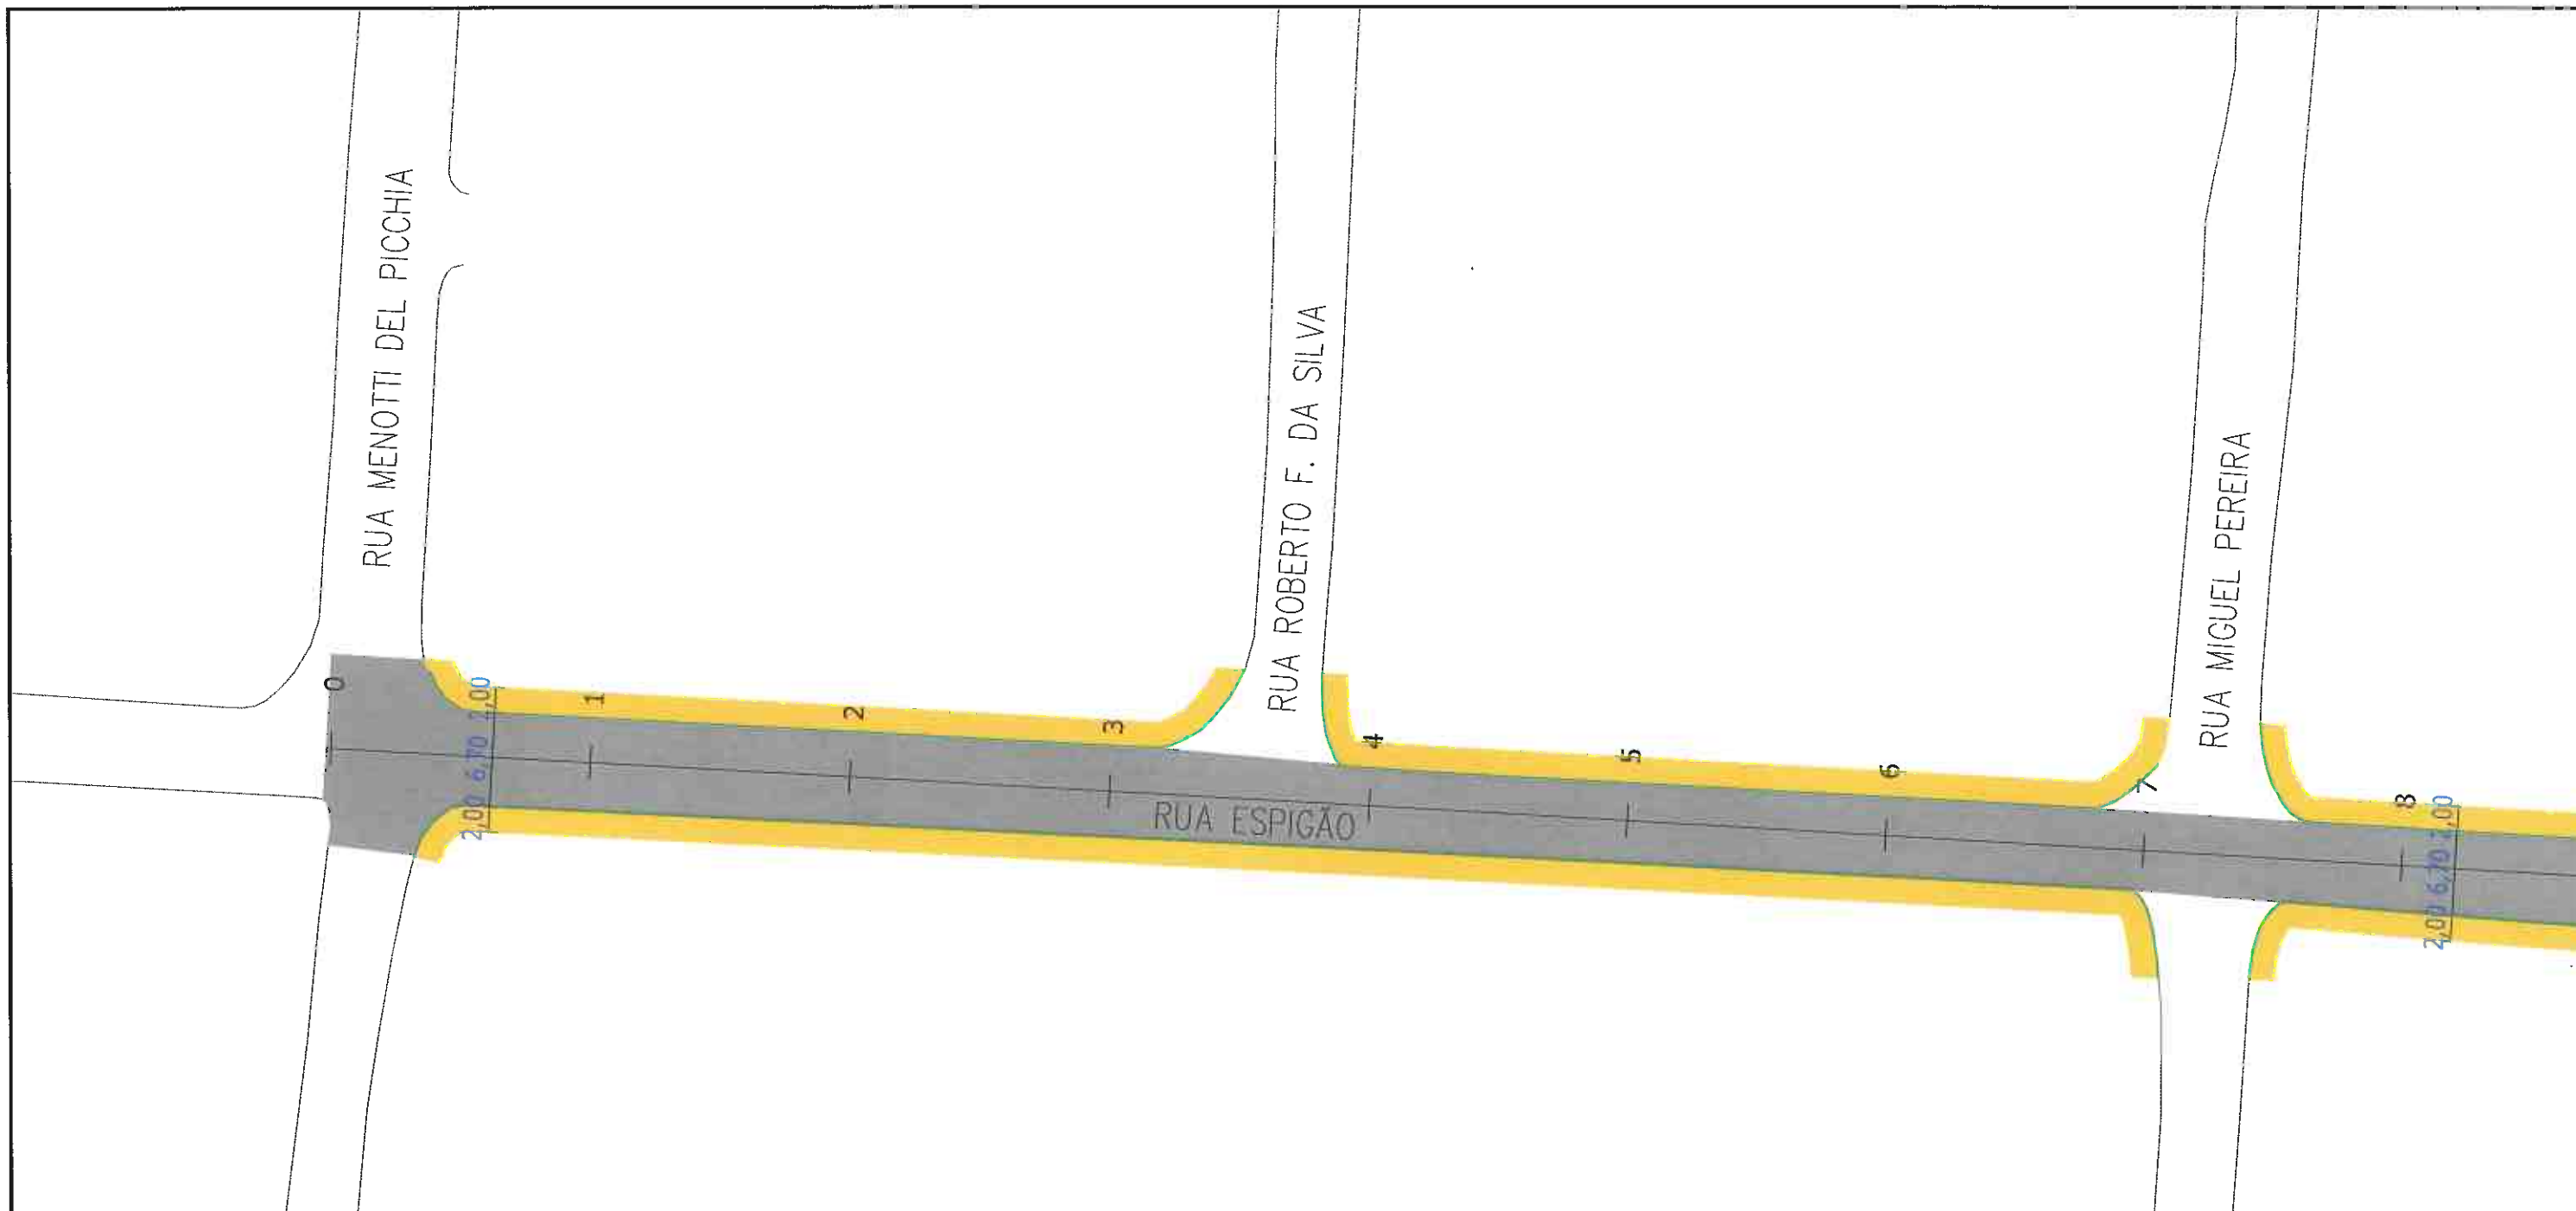 RUA MENOTTI DEL PICCHIA
RUA ROBERTO F. DA SILVA
RUA MIGUEL PEREIRA
0
1
2
3
4
5
6
7
8
2,00 6,70 2,00
RUA ESPIGÃO
2,00 6,70 2,00